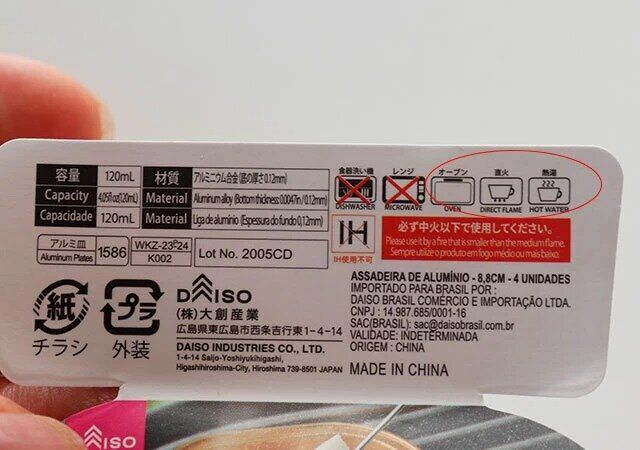 容量 120mL
Capacity 4.05fl oz(120mL)
Capacidade 120mL
材質 アルミニウム合金(底の厚さ0.12mm)
Material Aluminum alloy (Bottom thickness: 0.0047in/0.12mm)
Material Liga de alumínio (Espessura do fundo 0,12mm)
アルミ皿
Aluminum Plates
1586
WKZ-23-24
K002
Lot No. 2005CD
食器洗い機
DISHWASHER
レンジ
MICROWAVE
オーブン
OVEN
直火
DIRECT FLAME
熱湯
HOT WATER
IH
IH使用不可
必ず中火以下で使用してください。
Please use it by a fire that is smaller than the medium flame.
Sempre utilize o produto em fogo médio ou mais baixo.
紙
チラシ
プラ
外装
DAISO
(株)大創産業
広島県東広島市西条吉行東1-4-14
DAISO INDUSTRIES CO., LTD.
1-4-14 Saijo-Yoshiyukihigashi,
Higashihiroshima-City, Hiroshima 739-8501 JAPAN
ASSADEIRA DE ALUMÍNIO - 8,8CM - 4 UNIDADES
IMPORTADO PARA BRASIL POR :
DAISO BRASIL COMÉRCIO E IMPORTAÇÃO LTDA.
CNPJ : 14.987.685/0001-16
SAC(BRASIL): sac@daisobrasil.com.br
VALIDADE: INDETERMINADA
ORIGEM : CHINA
MADE IN CHINA
DAISO